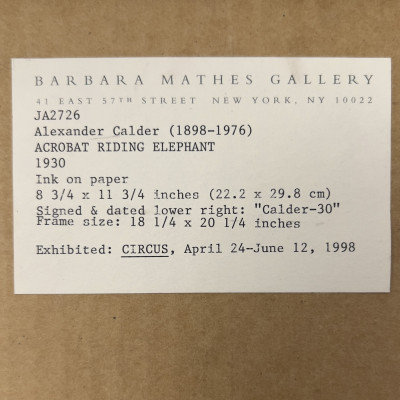 BARBARA MATHES GALLERY
41 EAST 57TH STREET NEW YORK, NY 10022
JA2726
Alexander Calder (1898-1976)
ACROBAT RIDING ELEPHANT
1930
Ink on paper
8 3/4 x 11 3/4 inches (22.2 x 29.8 cm)
Signed & dated lower right: "Calder-30"
Frame size: 18 1/4 x 20 1/4 inches
Exhibited: CIRCUS, April 24-June 12, 1998